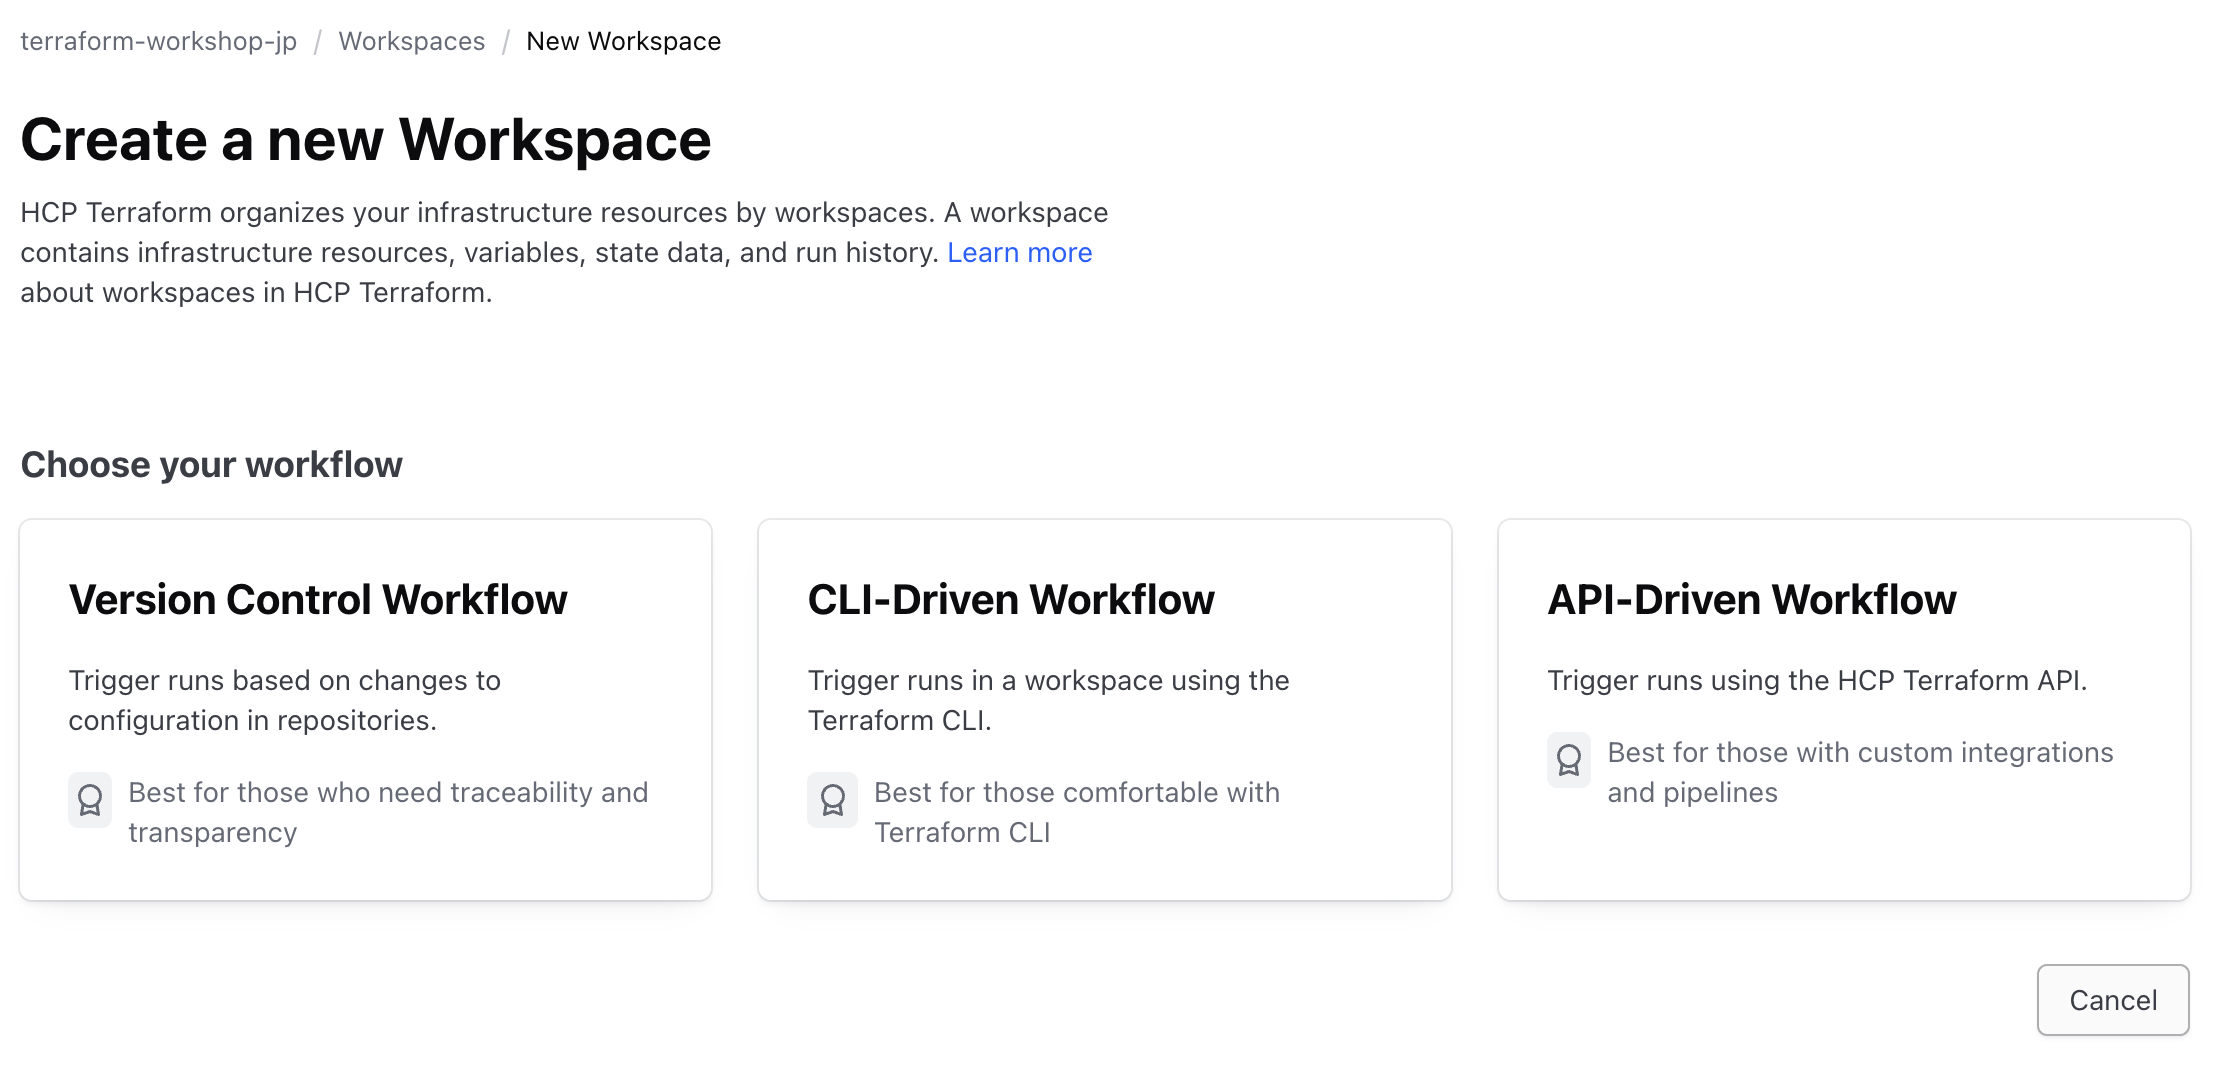 terraform-workshop-jp / Workspaces / New Workspace
Create a new Workspace
HCP Terraform organizes your infrastructure resources by workspaces. A workspace
contains infrastructure resources, variables, state data, and run history. Learn more
about workspaces in HCP Terraform.
Choose your workflow
Version Control Workflow
Trigger runs based on changes to
configuration in repositories.
Best for those who need traceability and
transparency
CLI-Driven Workflow
Trigger runs in a workspace using the
Terraform CLI.
Best for those comfortable with
Terraform CLI
API-Driven Workflow
Trigger runs using the HCP Terraform API.
Best for those with custom integrations
and pipelines
Cancel